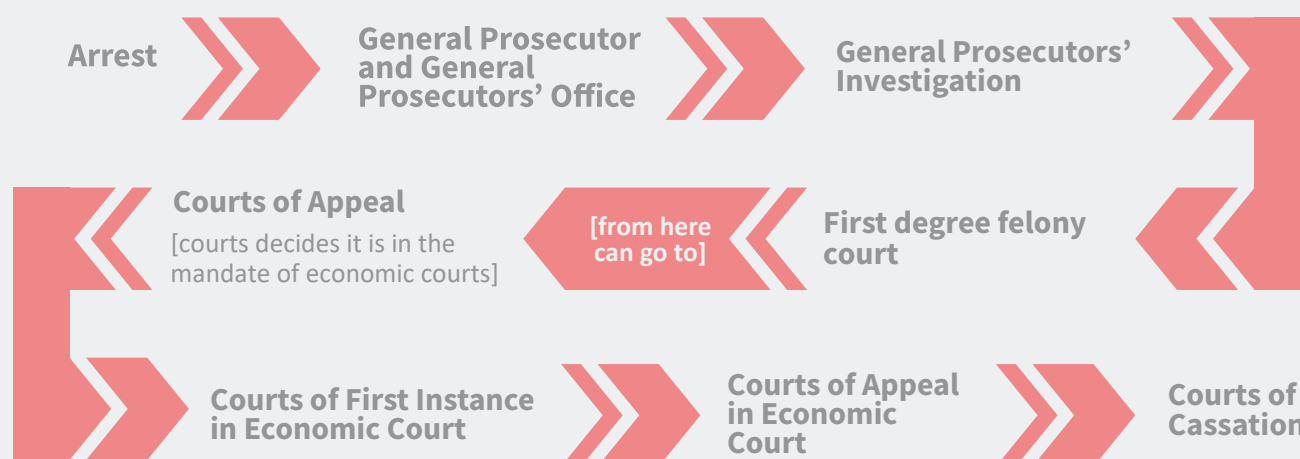 Arrest
General Prosecutor
and General
Prosecutors’ Office
General Prosecutors’
Investigation
First degree felony
court
[from here
can go to]
Courts of Appeal
[courts decides it is in the
mandate of economic courts]
Courts of First Instance
in Economic Court
Courts of Appeal
in Economic
Court
Courts of
Cassation